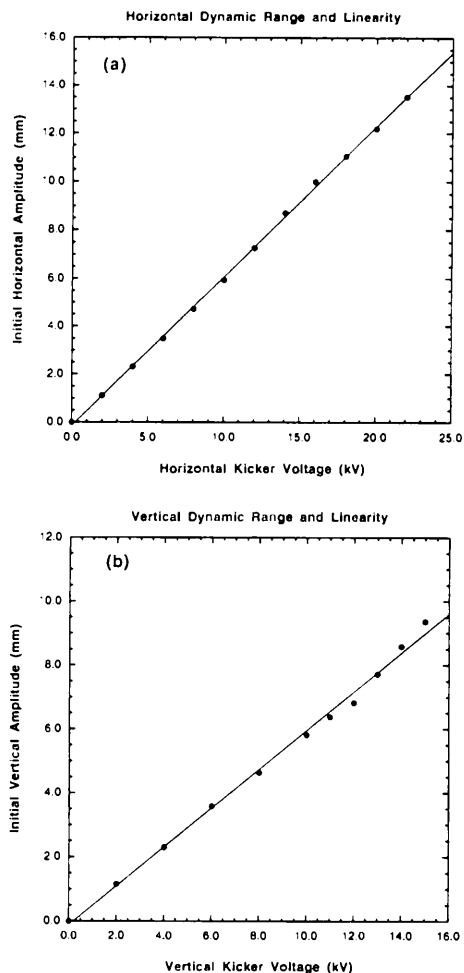 Horizontal Dynamic Range and Linearity
(a)
16.0
14.0
12.0
10.0
8.0
6.0
4.0
2.0
0.0
Initial Horizontal Amplitude (mm)
0.0 5.0 10.0 15.0 20.0 25.0
Horizontal Kicker Voltage (kV)
Vertical Dynamic Range and Linearity
(b)
12.0
10.0
8.0
6.0
4.0
2.0
0.0
Initial Vertical Amplitude (mm)
0.0 2.0 4.0 6.0 8.0 10.0 12.0 14.0 16.0
Vertical Kicker Voltage (kV)